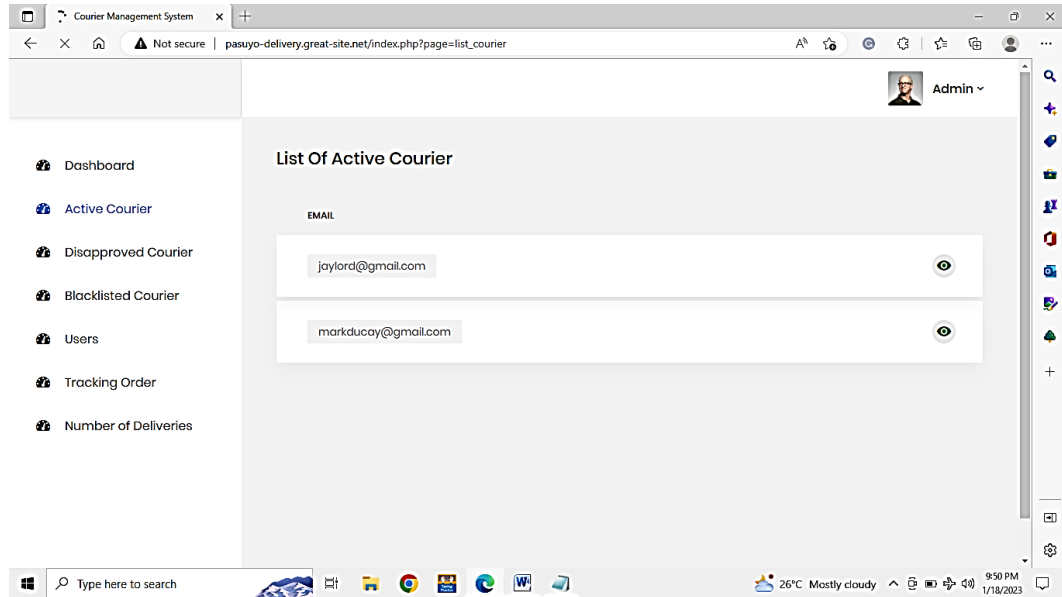 Courier Management System
Not secure | pasuyo-delivery.great-site.net/index.php?page=list_courier
Admin
Dashboard
Active Courier
Disapproved Courier
Blacklisted Courier
Users
Tracking Order
Number of Deliveries
List Of Active Courier
EMAIL
jaylord@gmail.com
markducay@gmail.com
Type here to search
26°C Mostly cloudy
9:50 PM
1/18/2023